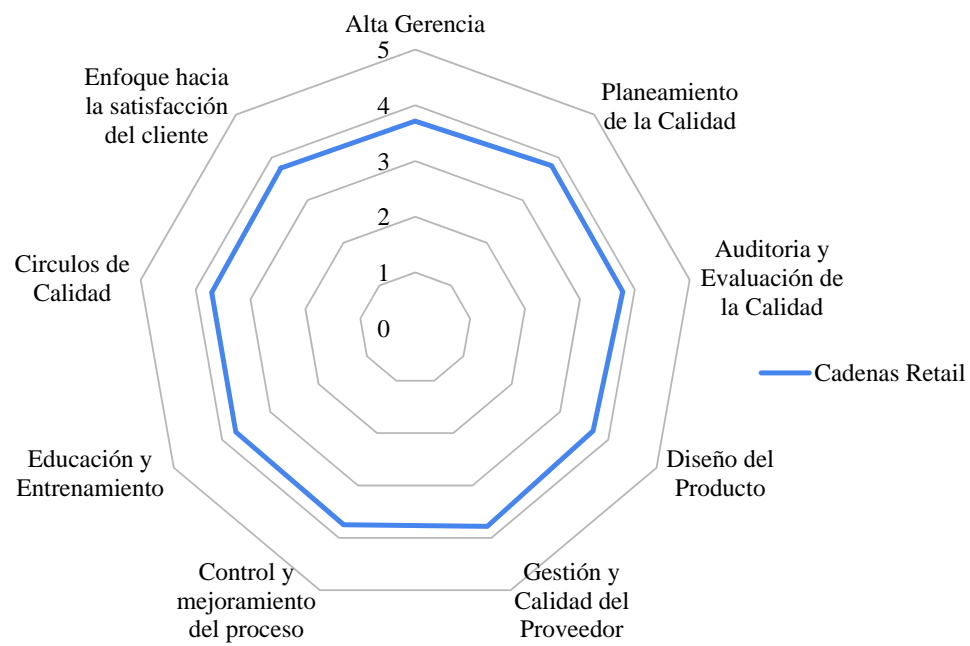 Alta Gerencia
5
4
3
2
1
0
Planeamiento
de la Calidad
Auditoria y
Evaluación de
la Calidad
Diseño del
Producto
Gestión y
Calidad del
Proveedor
Control y
mejoramiento
del proceso
Educación y
Entrenamiento
Circulos de
Calidad
Enfoque hacia
la satisfacción
del cliente
Cadenas Retail